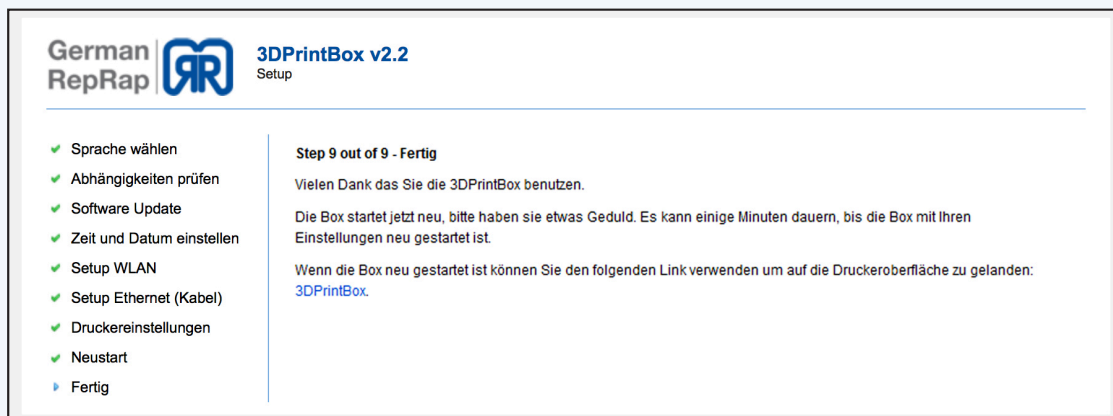 German
RepRap
3DPrintBox v2.2
Setup
Sprache wählen
Abhängigkeiten prüfen
Software Update
Zeit und Datum einstellen
Setup WLAN
Setup Ethernet (Kabel)
Druckereinstellungen
Neustart
Fertig
Step 9 out of 9 - Fertig
Vielen Dank das Sie die 3DPrintBox benutzen.
Die Box startet jetzt neu, bitte haben sie etwas Geduld. Es kann einige Minuten dauern, bis die Box mit Ihren
Einstellungen neu gestartet ist.
Wenn die Box neu gestartet ist können Sie den folgenden Link verwenden um auf die Druckeroberfläche zu gelanden:
3DPrintBox.